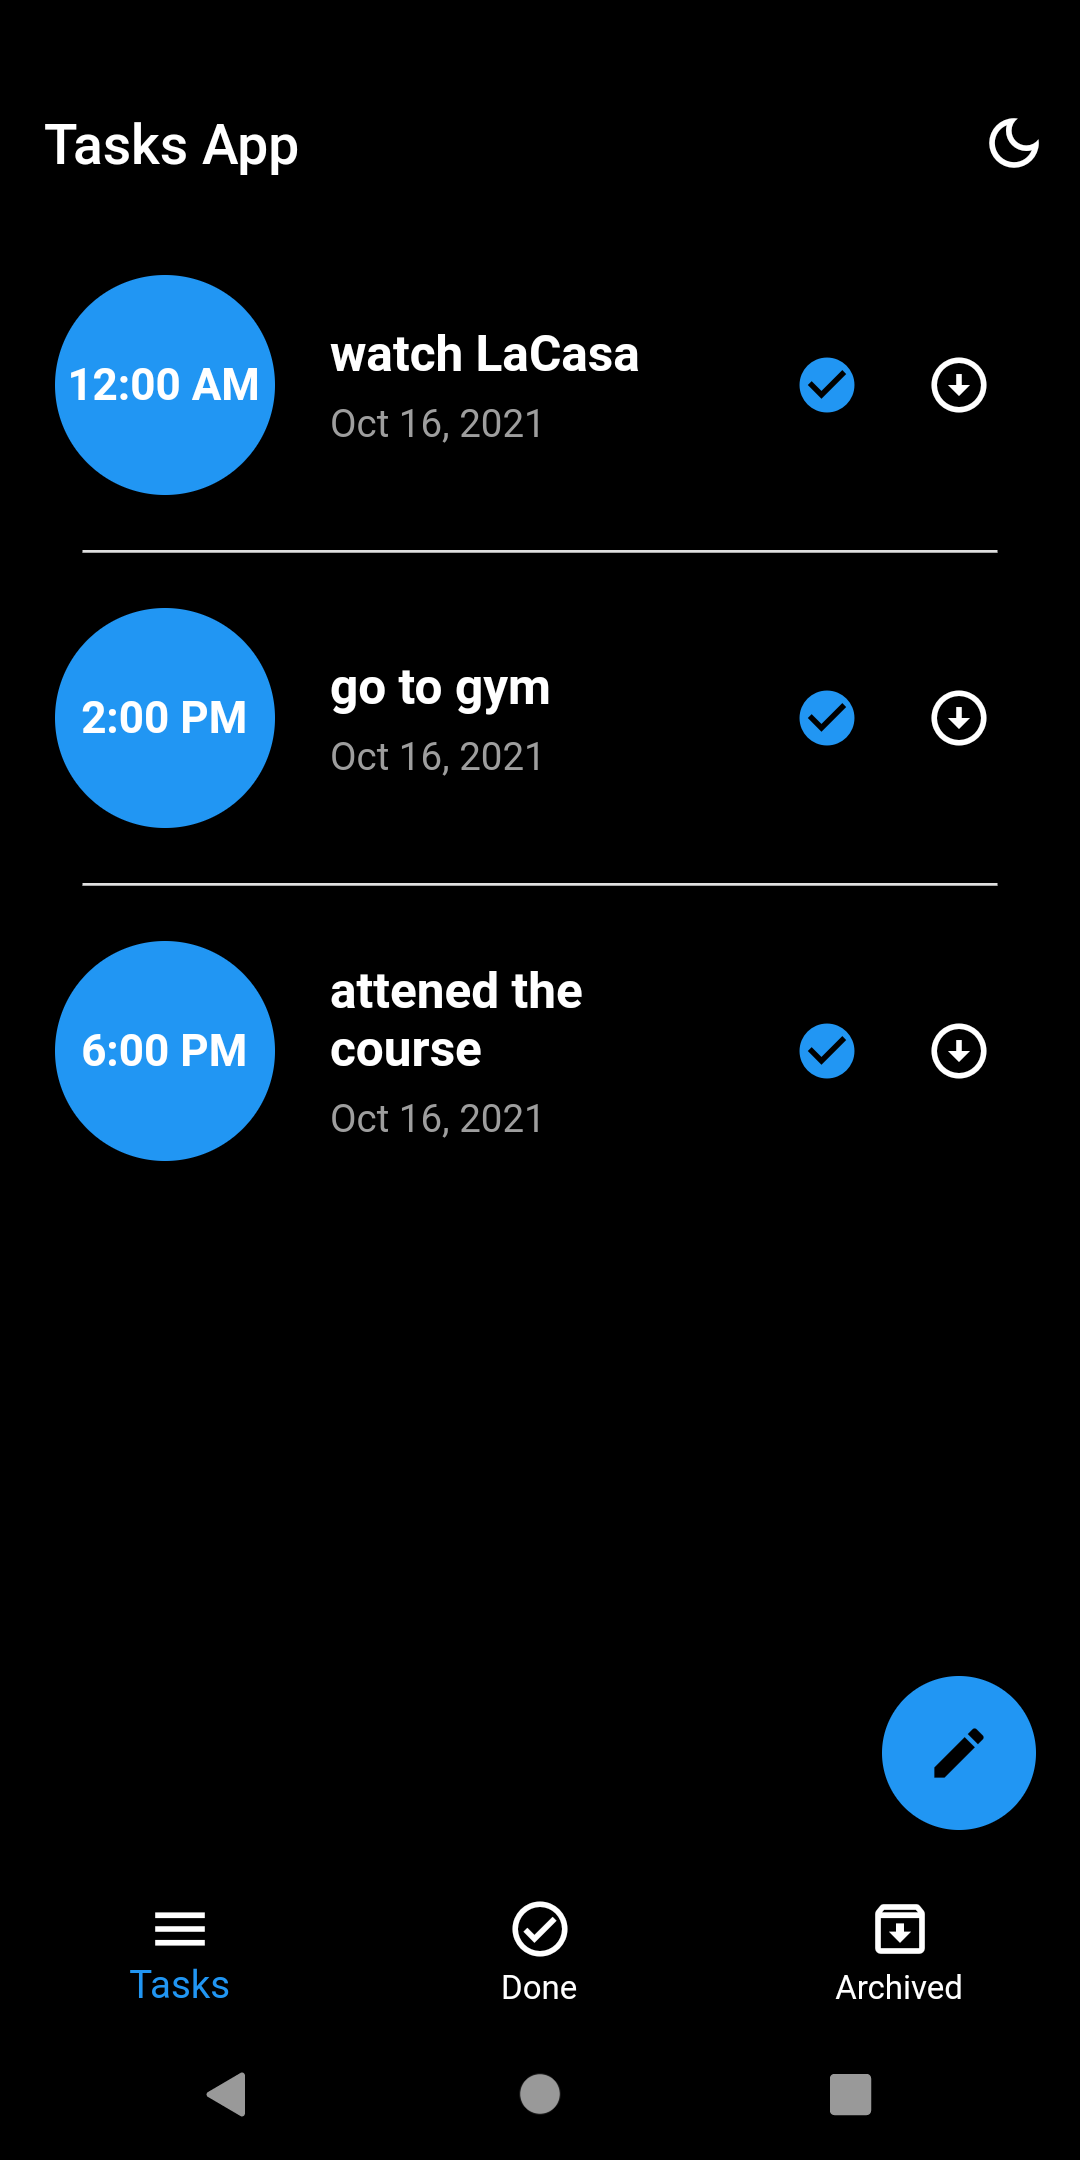 Tasks App
12:00 AM
watch LaCasa
Oct 16, 2021
2:00 PM
go to gym
Oct 16, 2021
6:00 PM
attened the
course
Oct 16, 2021
Tasks
Done
Archived